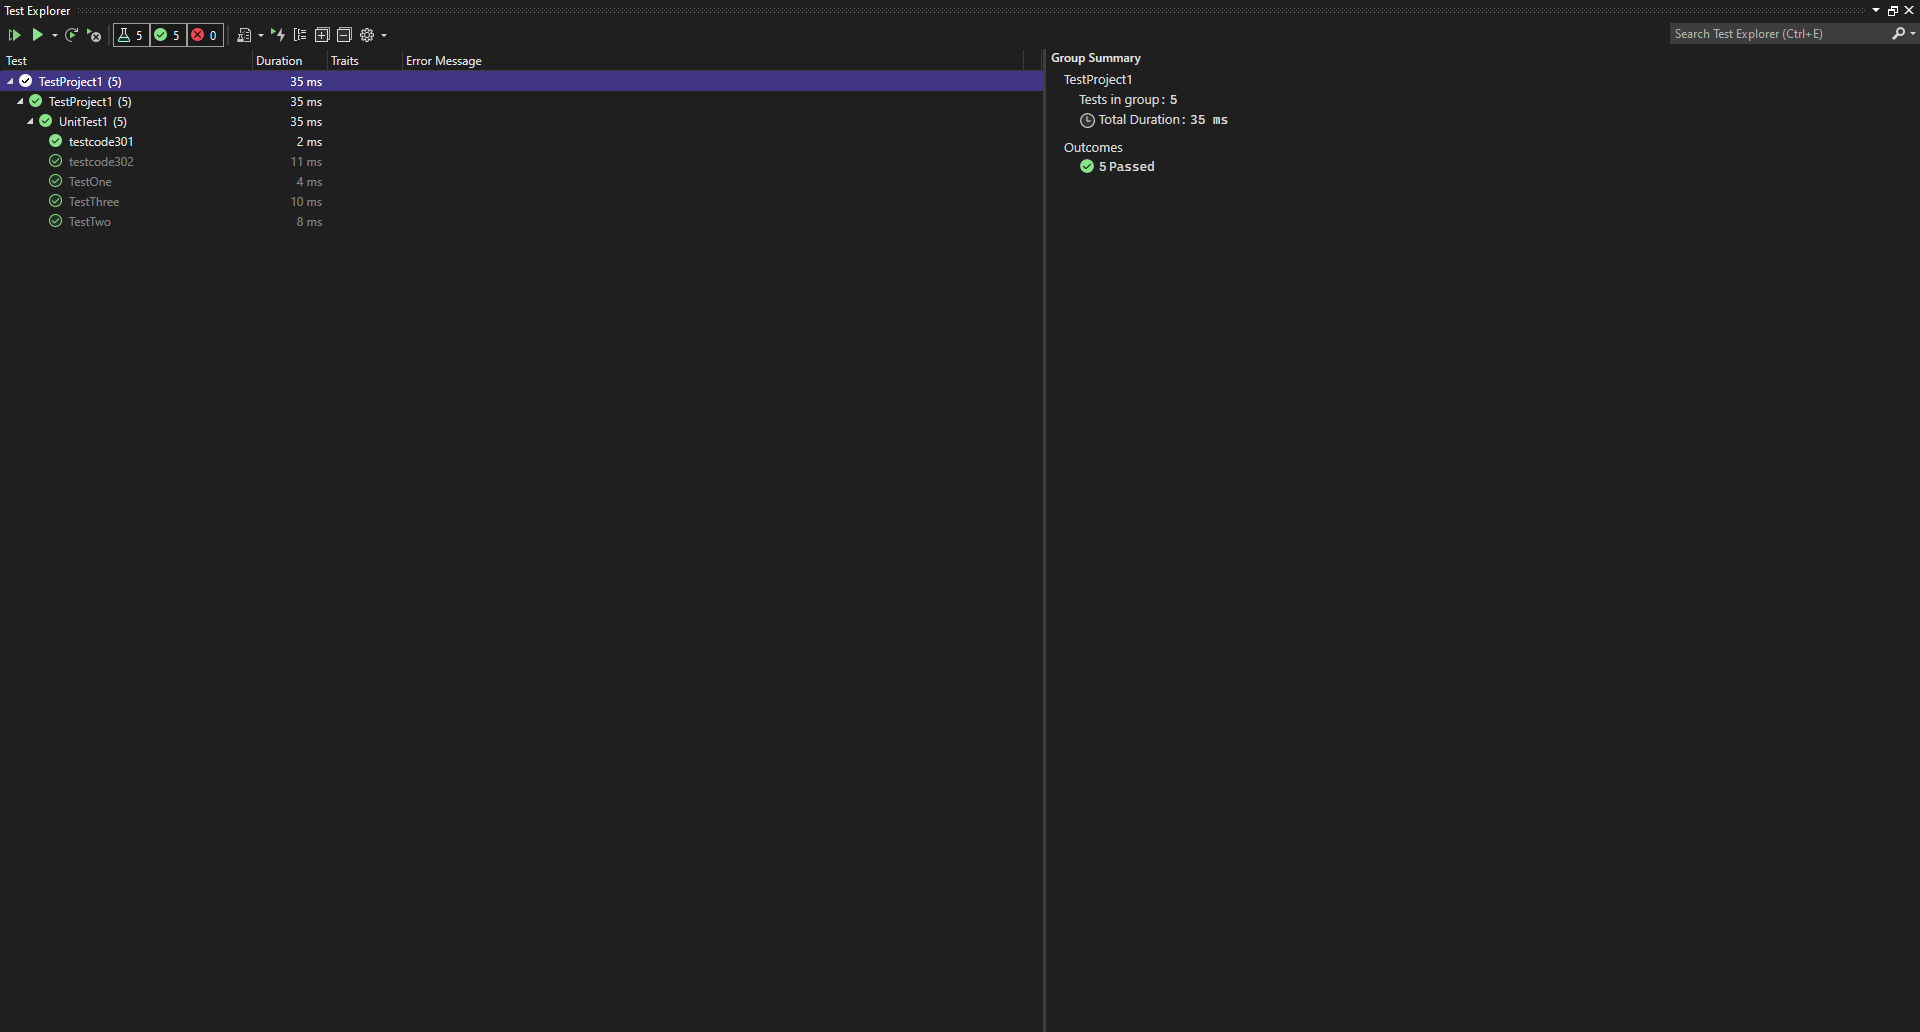 Test Explorer
5 5 0
Search Test Explorer (Ctrl+E)
Test Duration Traits Error Message
TestProject1 (5) 35 ms
TestProject1 (5) 35 ms
UnitTest1 (5) 35 ms
testcode301 2 ms
testcode302 11 ms
TestOne 4 ms
TestThree 10 ms
TestTwo 8 ms
Group Summary
TestProject1
Tests in group: 5
Total Duration: 35 ms
Outcomes
5 Passed